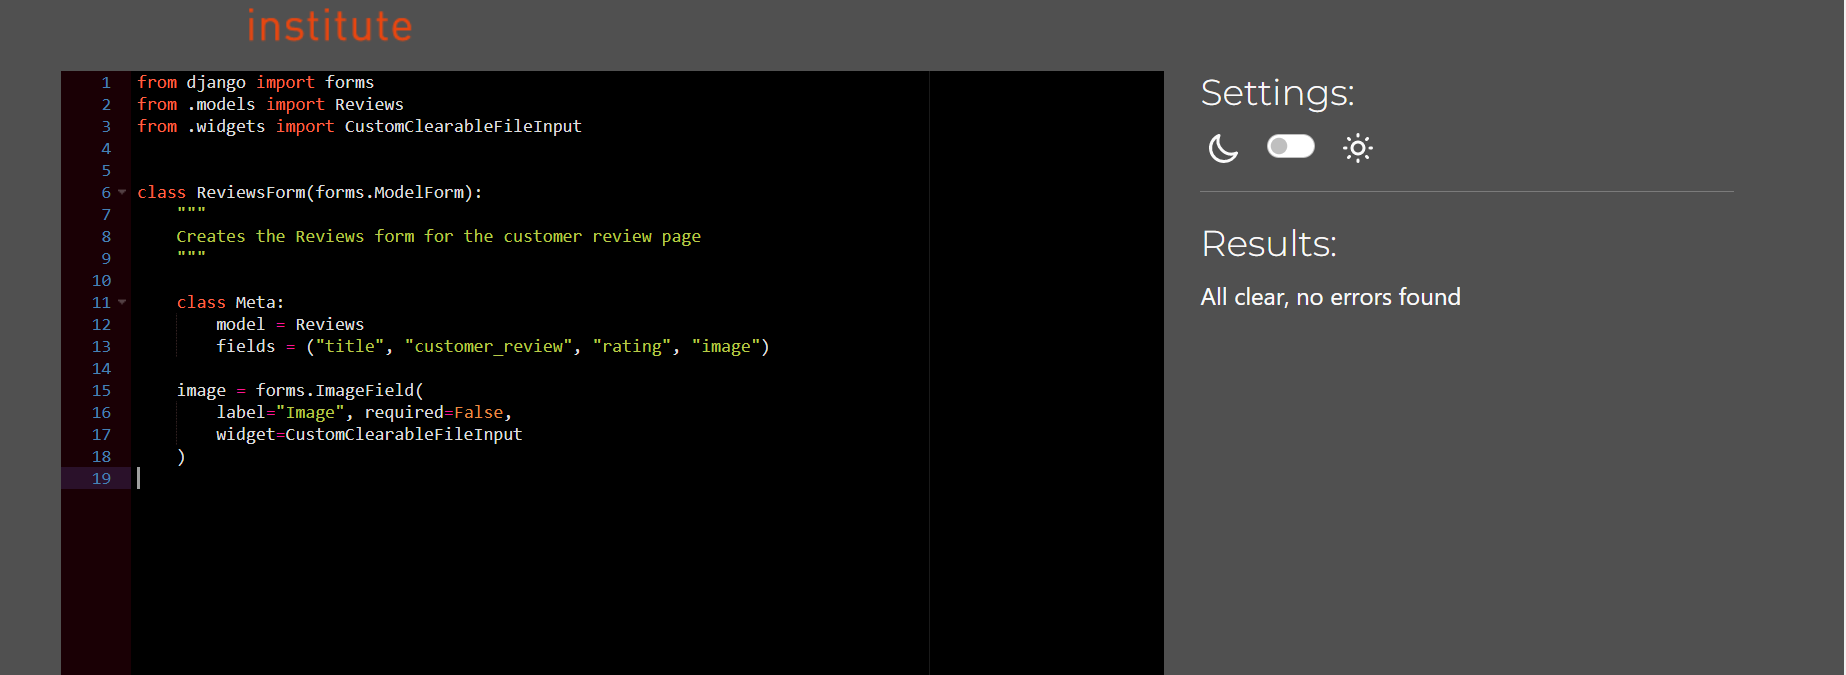 institute
1 from django import forms
2 from .models import Reviews
3 from .widgets import CustomClearableFileInput
4
5
6 class ReviewsForm(forms.ModelForm):
7     """
8     Creates the Reviews form for the customer review page
9     """
10
11     class Meta:
12         model = Reviews
13         fields = ("title", "customer_review", "rating", "image")
14
15     image = forms.ImageField(
16         label="Image", required=False,
17         widget=CustomClearableFileInput
18     )
19
Settings:
Results:
All clear, no errors found